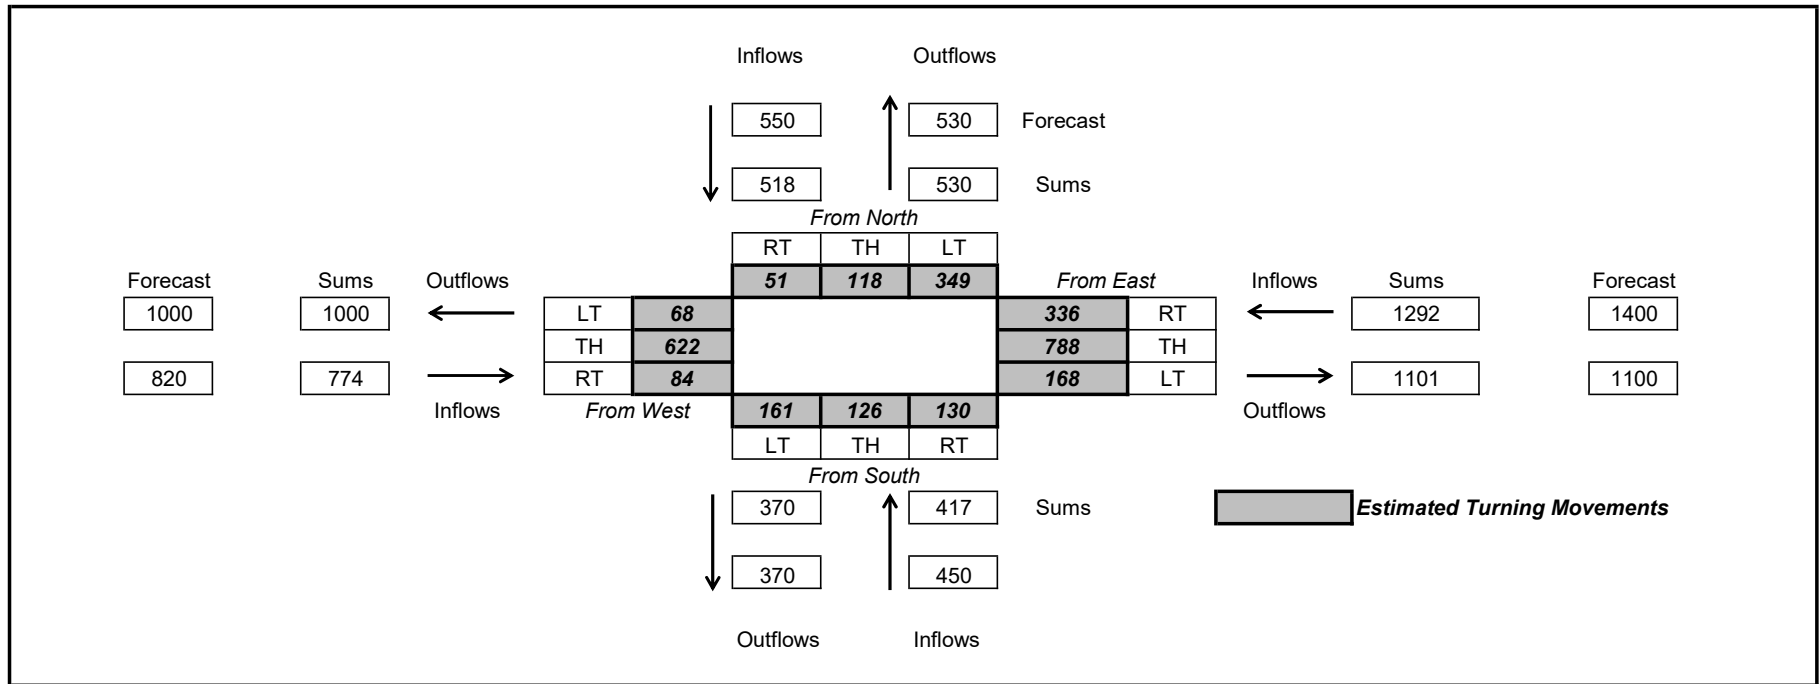 Inflows Outflows
550 530 Forecast
518 530 Sums
From North
RT TH LT
Forecast Sums Outflows 51 118 349 From East Inflows Sums Forecast
1000 1000 LT 68 336 RT 1292 1400
TH 622 788 TH
820 774 RT 84 168 LT 1101 1100
Inflows From West 161 126 130 Outflows
LT TH RT
From South
370 417 Sums Estimated Turning Movements
370 450
Outflows Inflows